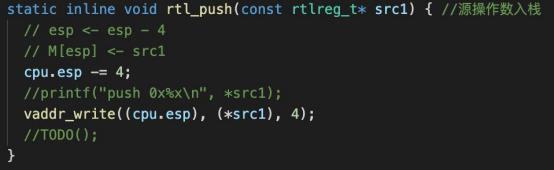 static inline void rtl_push(const rtlreg_t* src1) { //源操作数入栈
  // esp <- esp - 4
  // M[esp] <- src1
  cpu.esp -= 4;
  //printf("push 0x%x\n", *src1);
  vaddr_write((cpu.esp), (*src1), 4);
  //TODO();
}